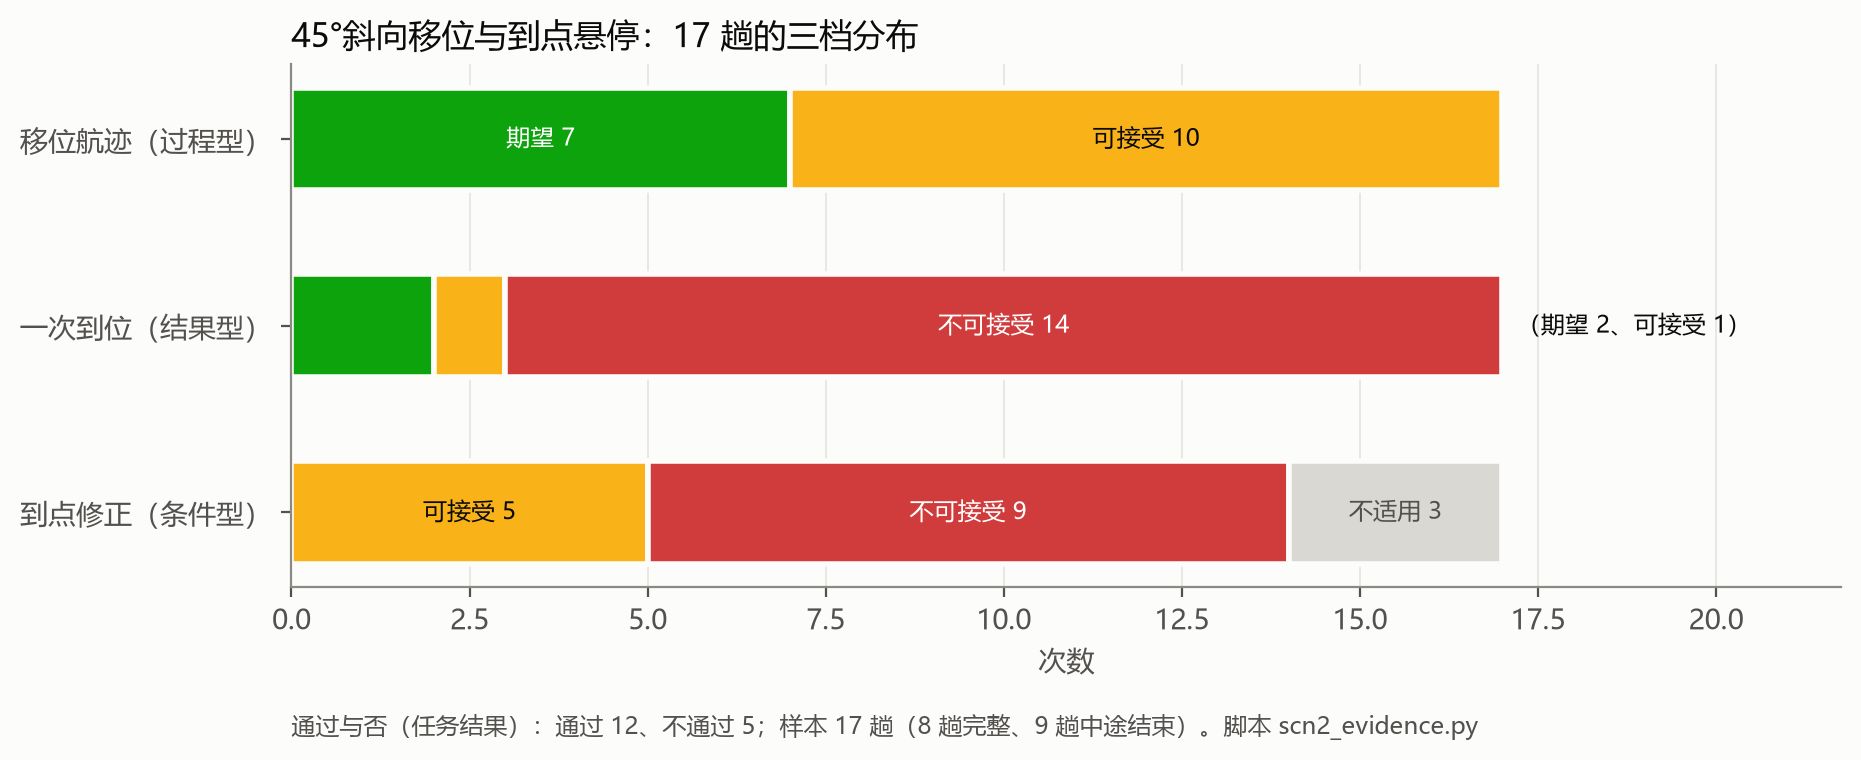 45°斜向移位与到点悬停：17 趟的三档分布
移位航迹（过程型）
期望 7
可接受 10
一次到位（结果型）
不可接受 14
（期望 2、可接受 1）
到点修正（条件型）
可接受 5
不可接受 9
不适用 3
0.0 2.5 5.0 7.5 10.0 12.5 15.0 17.5 20.0
次数
通过与否（任务结果）：通过 12、不通过 5；样本 17 趟（8 趟完整、9 趟中途结束）。脚本 scn2_evidence.py